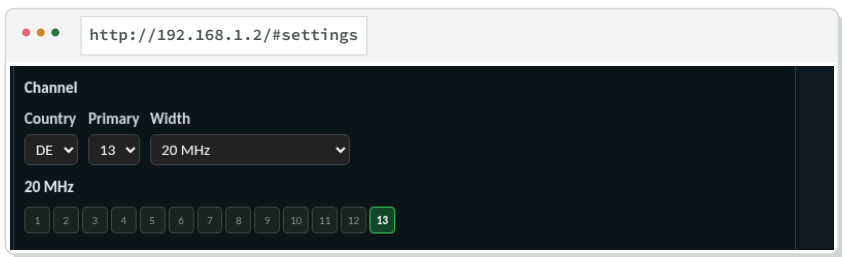 http://192.168.1.2/#settings
Channel
Country Primary Width
DE 13 20 MHz
20 MHz
1 2 3 4 5 6 7 8 9 10 11 12 13